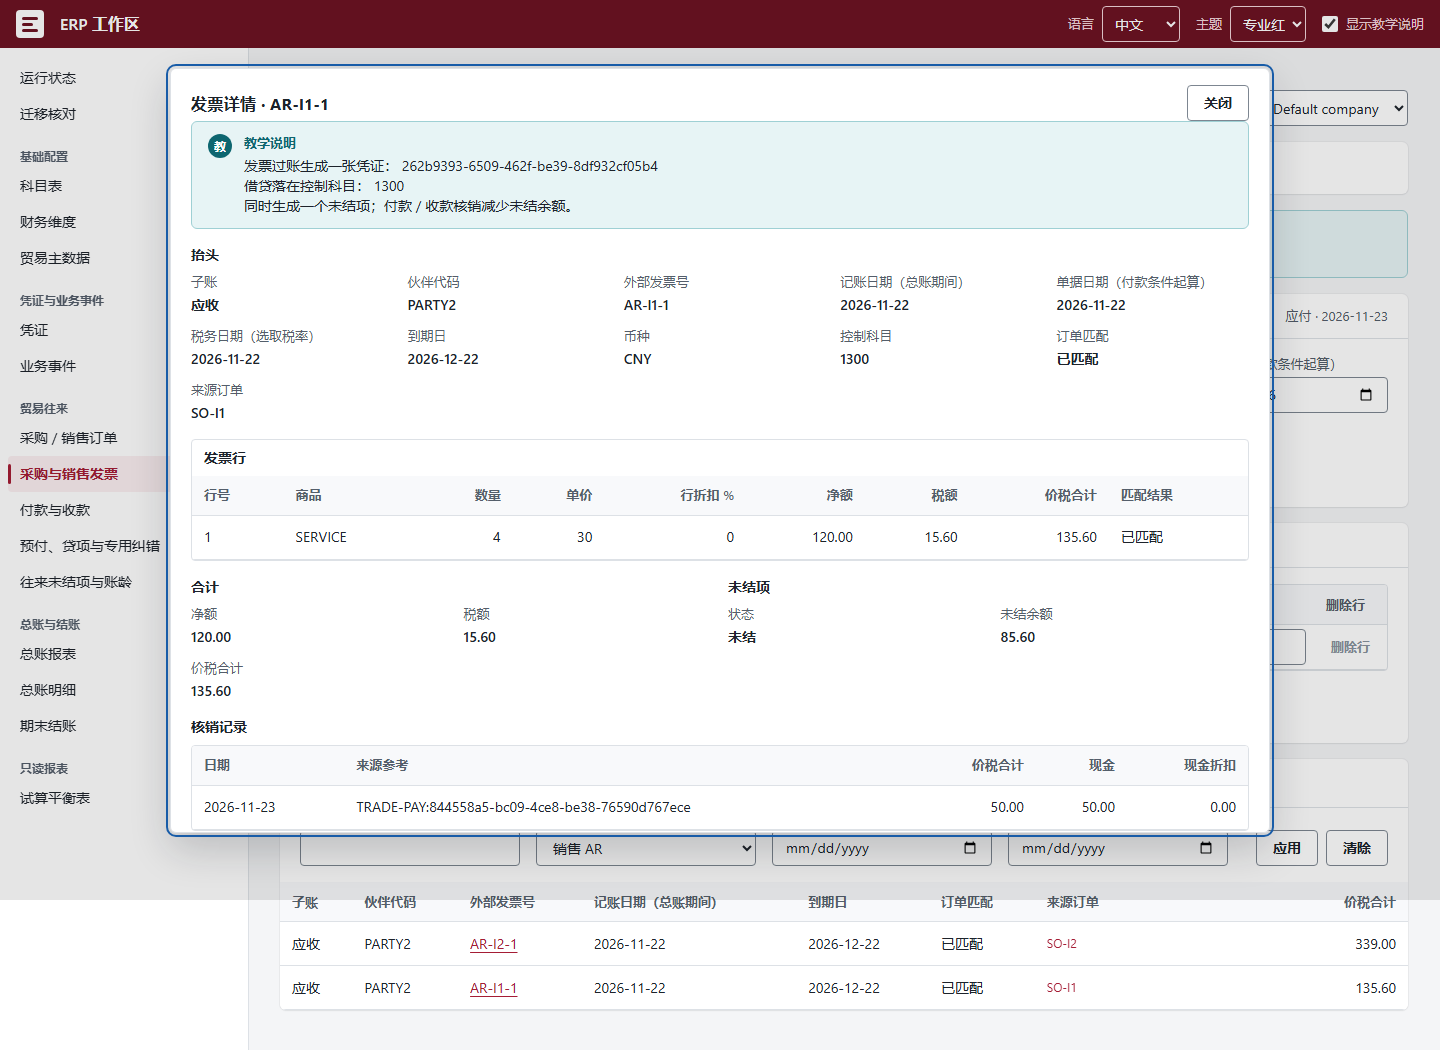 ERP 工作区
语言
中文
主题
专业红
显示教学说明
运行状态
迁移核对
基础配置
科目表
财务维度
贸易主数据
凭证与业务事件
凭证
业务事件
贸易往来
采购 / 销售订单
采购与销售发票
付款与收款
预付、贷项与专用纠错
往来未结项与账龄
总账与结账
总账报表
总账明细
期末结账
只读报表
试算平衡表
Default company
应付 · 2026-11-23
款条件起算）
删除行
删除行
发票详情 · AR-I1-1
关闭
教
教学说明
发票过账生成一张凭证： 262b9393-6509-462f-be39-8df932cf05b4
借贷落在控制科目： 1300
同时生成一个未结项；付款 / 收款核销减少未结余额。
抬头
子账 伙伴代码 外部发票号 记账日期（总账期间） 单据日期（付款条件起算）
应收 PARTY2 AR-I1-1 2026-11-22 2026-11-22
税务日期（选取税率） 到期日 币种 控制科目 订单匹配
2026-11-22 2026-12-22 CNY 1300 已匹配
来源订单
SO-I1
发票行
行号 商品 数量 单价 行折扣 % 净额 税额 价税合计 匹配结果
1 SERVICE 4 30 0 120.00 15.60 135.60 已匹配
合计 未结项
净额 税额 状态 未结余额
120.00 15.60 未结 85.60
价税合计
135.60
核销记录
日期 来源参考 价税合计 现金 现金折扣
2026-11-23 TRADE-PAY:844558a5-bc09-4ce8-be38-76590d767ece 50.00 50.00 0.00
销售 AR mm/dd/yyyy mm/dd/yyyy 应用 清除
子账 伙伴代码 外部发票号 记账日期（总账期间） 到期日 订单匹配 来源订单 价税合计
应收 PARTY2 AR-I2-1 2026-11-22 2026-12-22 已匹配 SO-I2 339.00
应收 PARTY2 AR-I1-1 2026-11-22 2026-12-22 已匹配 SO-I1 135.60